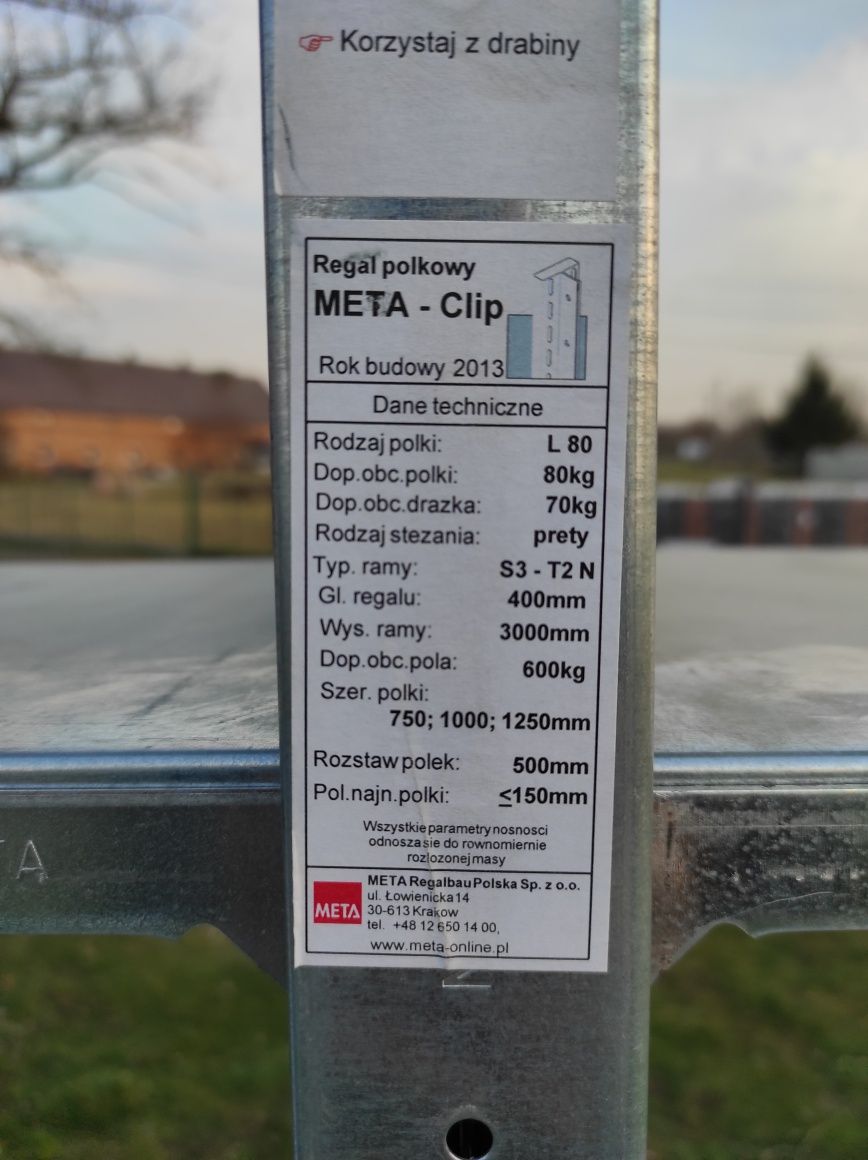 Korzystaj z drabiny
Regal polkowy
META - Clip
Rok budowy 2013
Dane techniczne
Rodzaj polki: L 80
Dop.obc.polki: 80kg
Dop.obc.drazka: 70kg
Rodzaj stezania: prety
Typ. ramy: S3 - T2 N
Gl. regalu: 400mm
Wys. ramy: 3000mm
Dop.obc.pola: 600kg
Szer. polki:
750; 1000; 1250mm
Rozstaw polek: 500mm
Pol.najn.polki: ≤150mm
Wszystkie parametry nosnosci
odnosza sie do rownomiernie
rozlozonej masy
META Regalbau Polska Sp. z o.o.
ul. Łowienicka 14
30-613 Krakow
tel. +48 12 650 14 00,
META
www.meta-online.pl